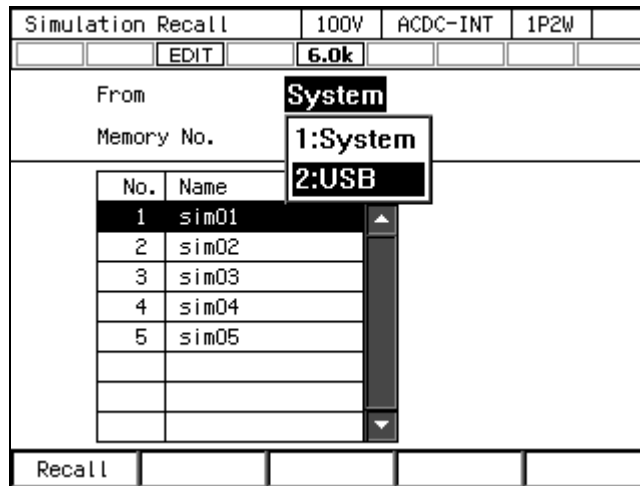 Simulation Recall 100V ACDC-INT 1P2W
EDIT 6.0k
From System
Memory No. 1:System
2:USB
No. Name
1 sim01
2 sim02
3 sim03
4 sim04
5 sim05
Recall